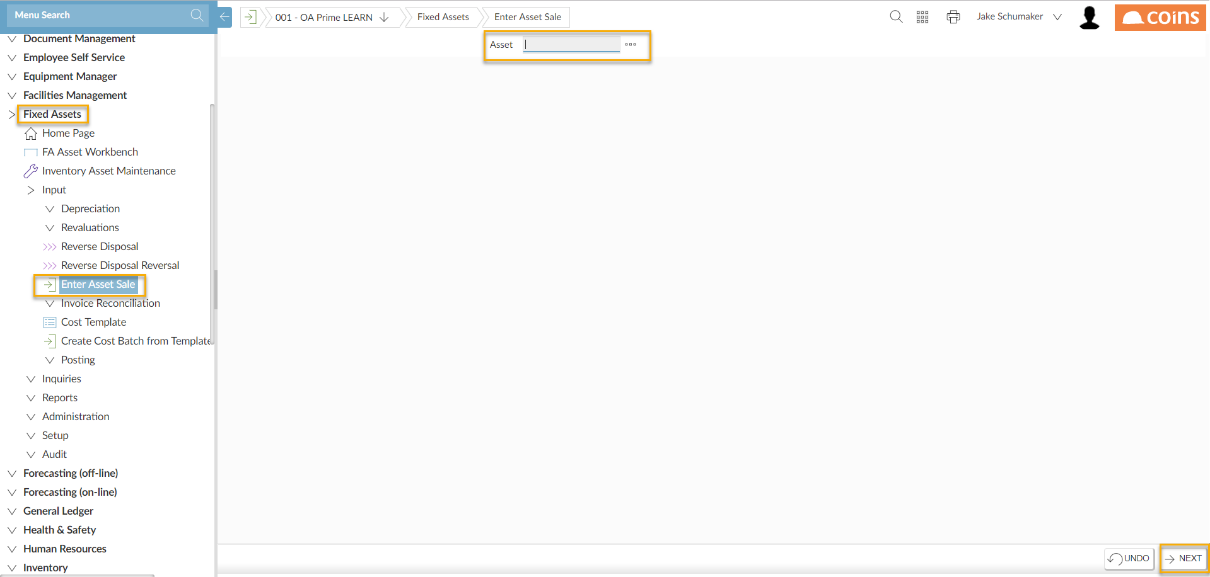 Menu Search
001 - OA Prime LEARN
Fixed Assets
Enter Asset Sale
Jake Schumaker
COINS
Asset
Document Management
Employee Self Service
Equipment Manager
Facilities Management
Fixed Assets
Home Page
FA Asset Workbench
Inventory Asset Maintenance
Input
Depreciation
Revaluations
Reverse Disposal
Reverse Disposal Reversal
Enter Asset Sale
Invoice Reconciliation
Cost Template
Create Cost Batch from Template
Posting
Inquiries
Reports
Administration
Setup
Audit
Forecasting (off-line)
Forecasting (on-line)
General Ledger
Health & Safety
Human Resources
Inventory
UNDO
NEXT